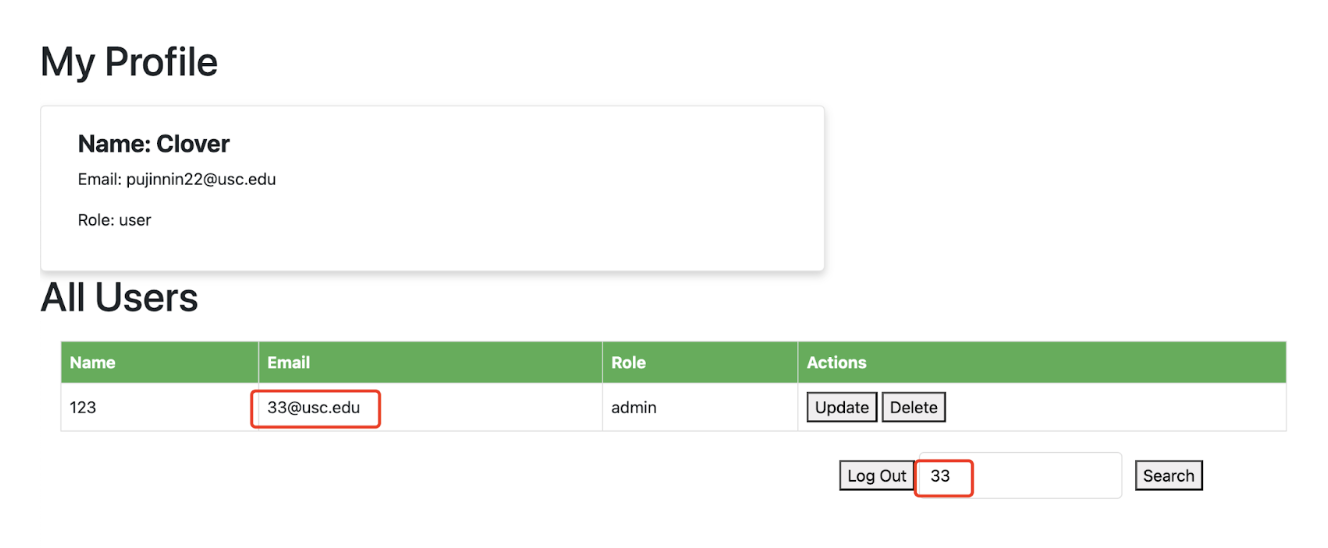 My Profile
Name: Clover
Email: pujinnin22@usc.edu
Role: user
All Users
Name Email Role Actions
123 33@usc.edu admin Update Delete
Log Out 33 Search